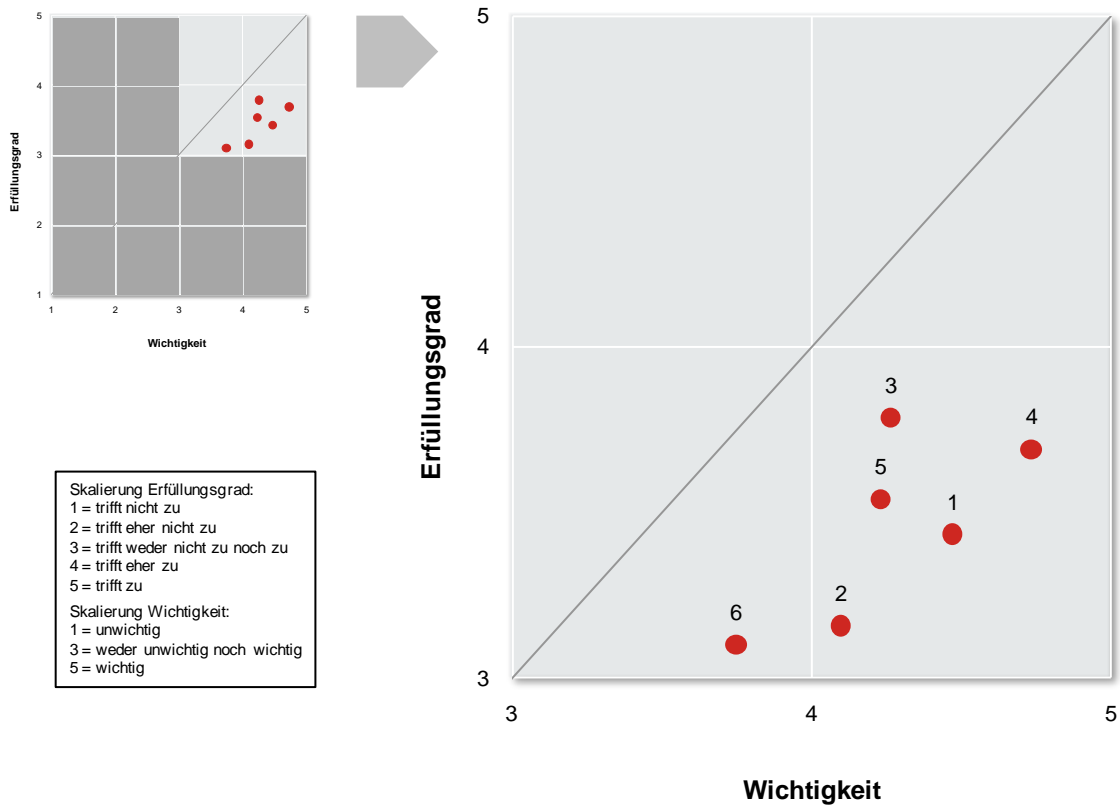 5
4
3
2
1
Erfüllungsgrad
1 2 3 4 5
Wichtigkeit
Skalierung Erfüllungsgrad:
1 = trifft nicht zu
2 = trifft eher nicht zu
3 = trifft weder nicht zu noch zu
4 = trifft eher zu
5 = trifft zu
Skalierung Wichtigkeit:
1 = unwichtig
3 = weder unwichtig noch wichtig
5 = wichtig
5
4
3
Erfüllungsgrad
3
4
5
1
2
6
3 4 5
Wichtigkeit